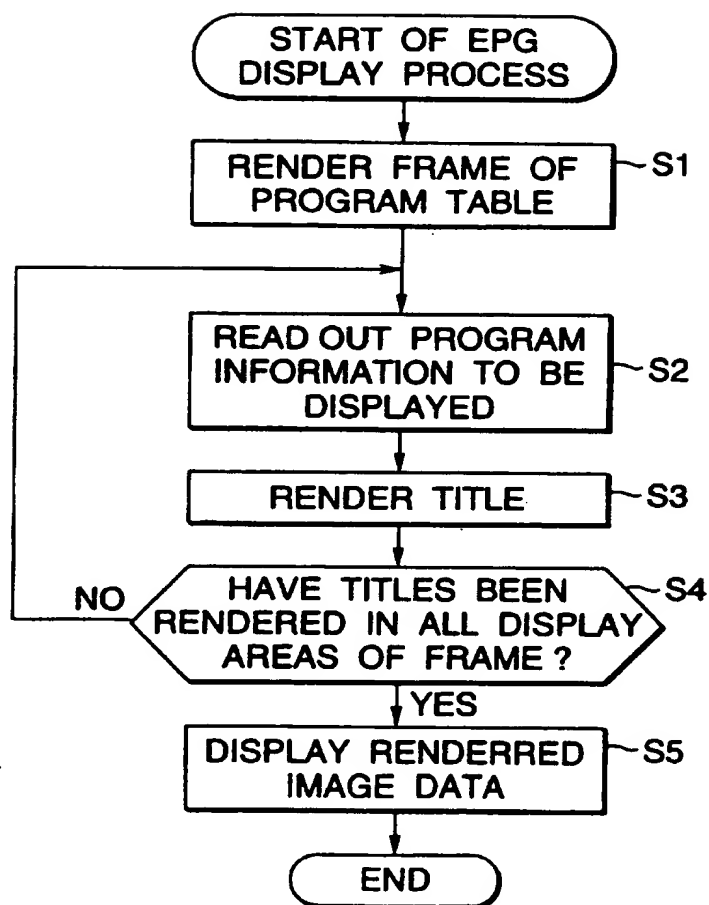 START OF EPG
DISPLAY PROCESS
RENDER FRAME OF
PROGRAM TABLE
S1
READ OUT PROGRAM
INFORMATION TO BE
DISPLAYED
S2
RENDER TITLE
S3
HAVE TITLES BEEN
RENDERED IN ALL DISPLAY
AREAS OF FRAME ?
S4
NO
YES
DISPLAY RENDERRED
IMAGE DATA
S5
END